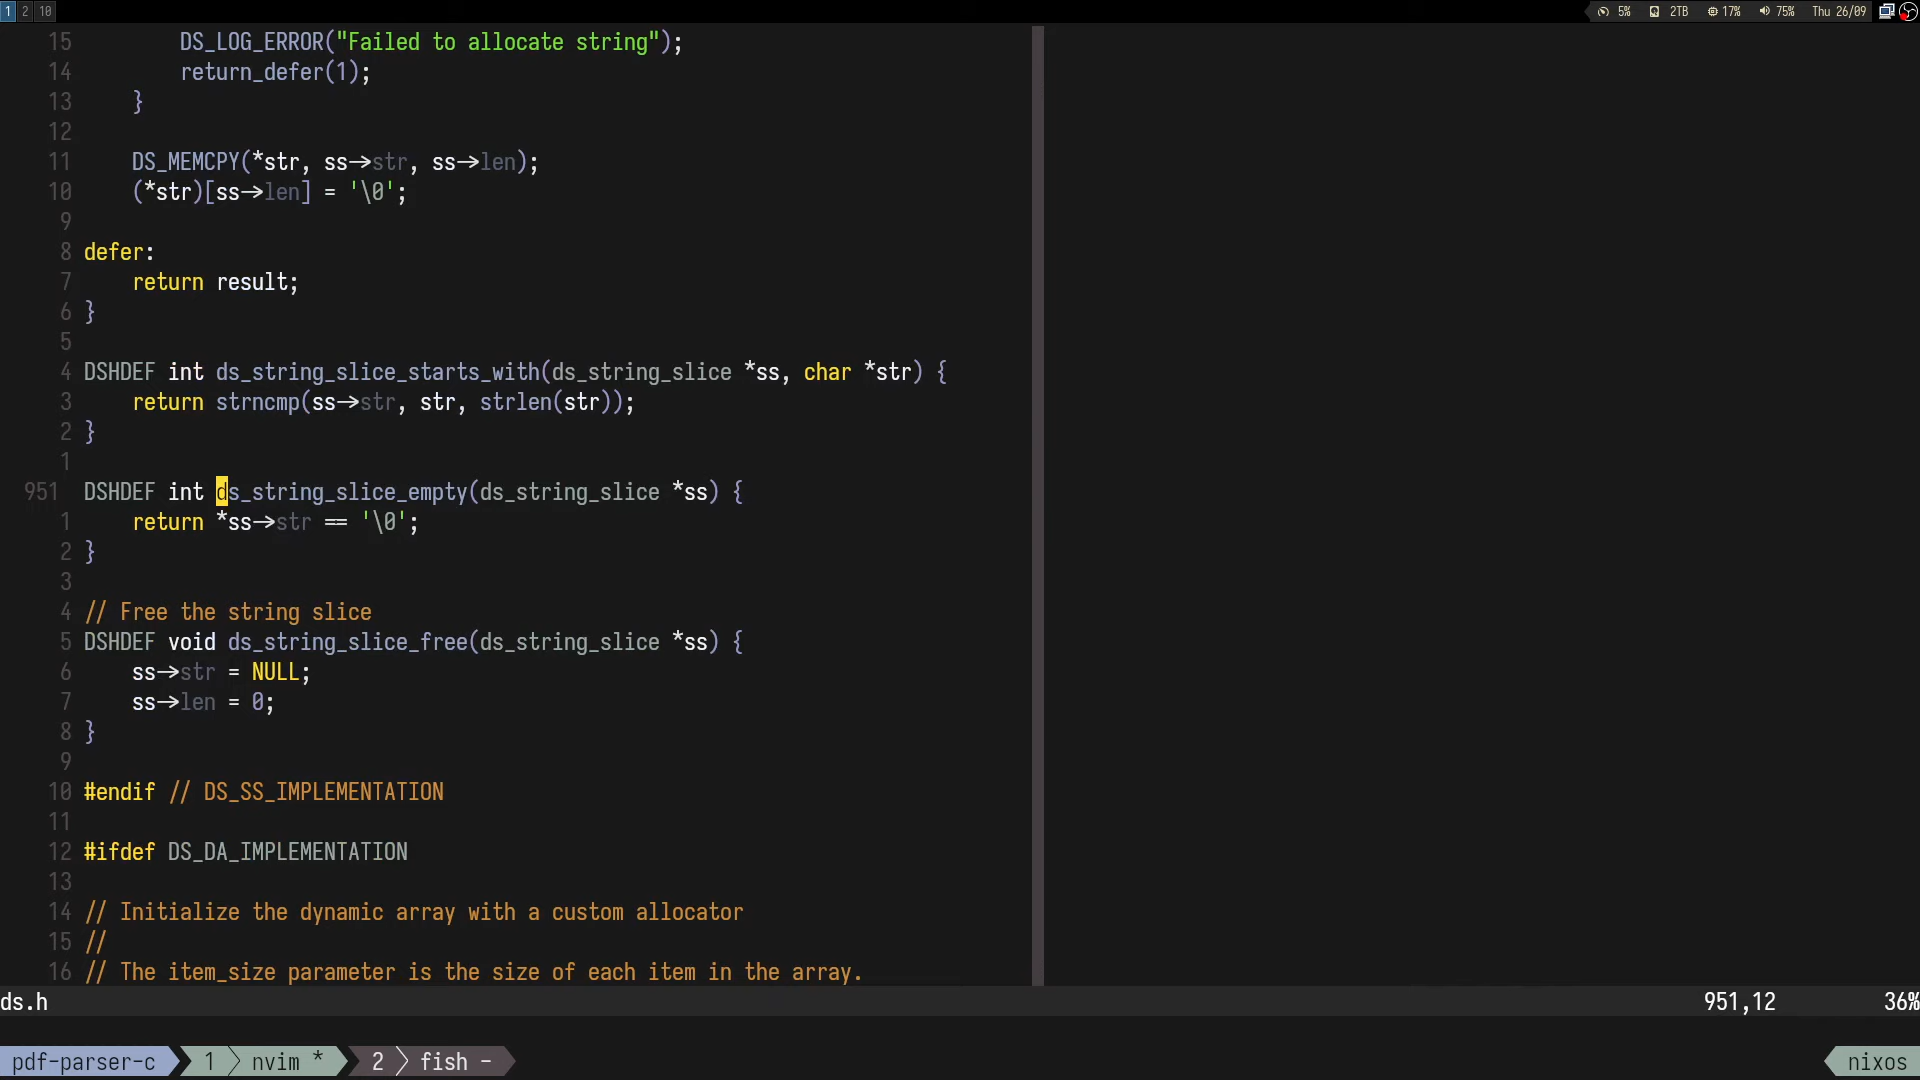 1 2 10 5% 2TB 17% 75% Thu 26/09
15 DS_LOG_ERROR("Failed to allocate string");
14 return_defer(1);
13 }
12
11 DS_MEMCPY(*str, ss->str, ss->len);
10 (*str)[ss->len] = '\0';
9
8 defer:
7 return result;
6 }
5
4 DSHDEF int ds_string_slice_starts_with(ds_string_slice *ss, char *str) {
3 return strncmp(ss->str, str, strlen(str));
2 }
1
951 DSHDEF int ds_string_slice_empty(ds_string_slice *ss) {
1 return *ss->str == '\0';
2 }
3
4 // Free the string slice
5 DSHDEF void ds_string_slice_free(ds_string_slice *ss) {
6 ss->str = NULL;
7 ss->len = 0;
8 }
9
10 #endif // DS_SS_IMPLEMENTATION
11
12 #ifdef DS_DA_IMPLEMENTATION
13
14 // Initialize the dynamic array with a custom allocator
15 //
16 // The item_size parameter is the size of each item in the array.
ds.h 951,12 36%
pdf-parser-c 1 nvim * 2 fish - nixos